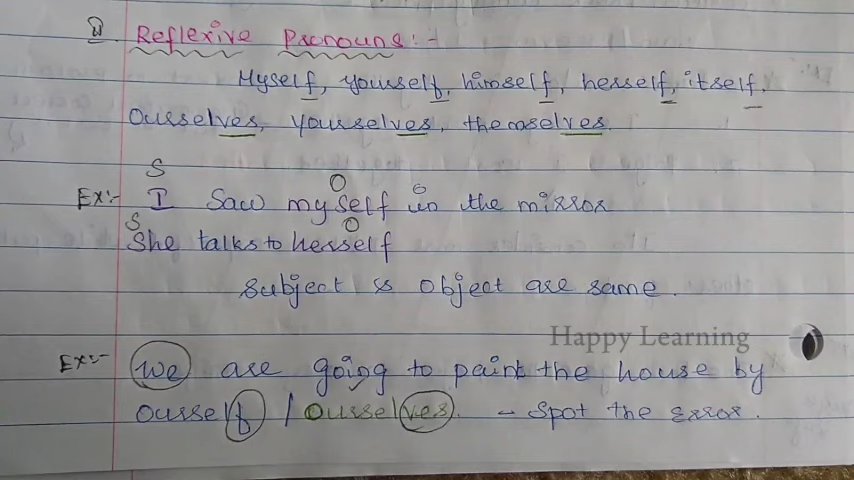 Reflexive Pronouns:-
Myself, yourself, himself, herself, itself.
Ourselves, yourselves, themselves.
S O
Ex:- I Saw myself in the mirror
S O
She talks to herself
Subject & object are same.
Happy Learning
Ex:- We are going to paint the house by
ourself / Ourselves. - Spot the Error.